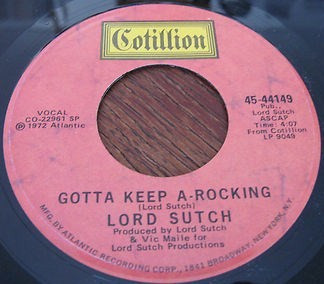 Cotillion
VOCAL
CO-22961 SP
℗ 1972 Atlantic
45-44149
Pub.,
Lord Sutch
ASCAP
Time: 4:07
From Cotillion
LP 9049
GOTTA KEEP A-ROCKING
(Lord Sutch)
LORD SUTCH
Produced by Lord Sutch
& Vic Maile for
Lord Sutch Productions
MFG. BY ATLANTIC RECORDING CORP., 1841 BROADWAY, NEW YORK, N.Y.